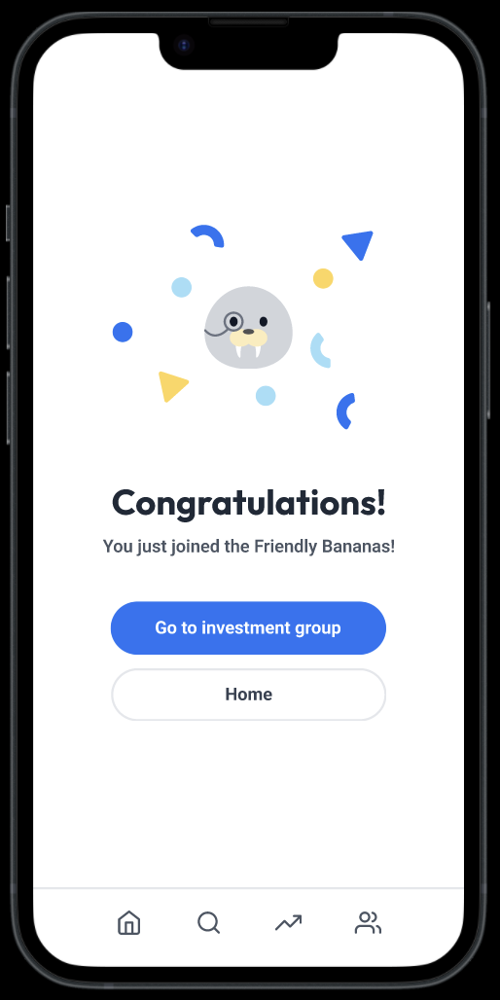 Congratulations!
You just joined the Friendly Bananas!
Go to investment group
Home